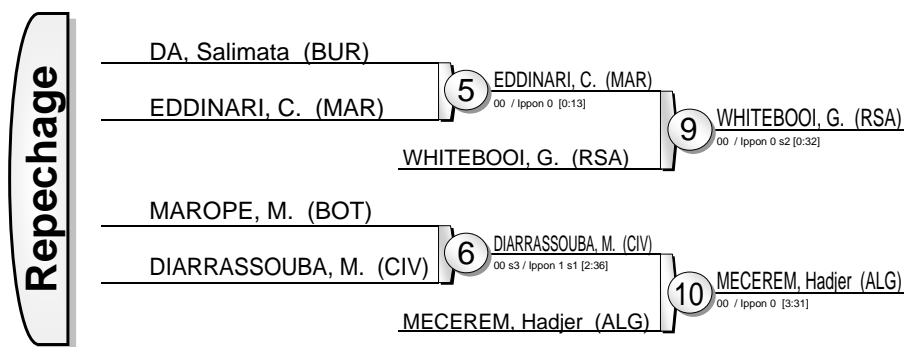 Repechage
DA, Salimata (BUR)
EDDINARI, C. (MAR)
5
EDDINARI, C. (MAR)
00 / Ippon 0 [0:13]
WHITEBOOI, G. (RSA)
9
WHITEBOOI, G. (RSA)
00 / Ippon 0 s2 [0:32]
MAROPE, M. (BOT)
DIARRASSOUBA, M. (CIV)
6
DIARRASSOUBA, M. (CIV)
00 s3 / Ippon 1 s1 [2:36]
MECEREM, Hadjer (ALG)
10
MECEREM, Hadjer (ALG)
00 / Ippon 0 [3:31]